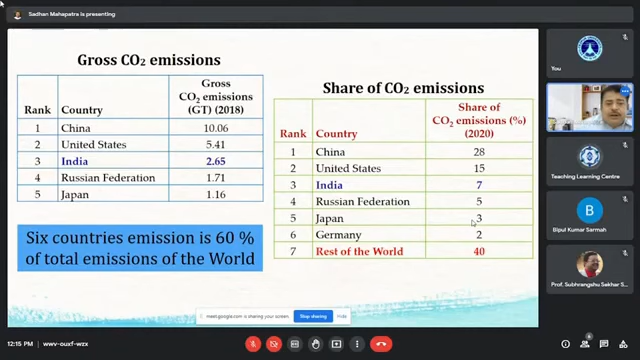 Sadhan Mahapatra is presenting
Gross CO2 emissions
Rank Country Gross CO2 emissions (GT) (2018)
1 China 10.06
2 United States 5.41
3 India 2.65
4 Russian Federation 1.71
5 Japan 1.16
Six countries emission is 60 %
of total emissions of the World
Share of CO2 emissions
Rank Country Share of CO2 emissions (%) (2020)
1 China 28
2 United States 15
3 India 7
4 Russian Federation 5
5 Japan 3
6 Germany 2
7 Rest of the World 40
You
Teaching Learning Centre
B
Bipul Kumar Sarmah
Prof. Subhrangshu Sekhar S
meet.google.com is sharing your screen. Stop sharing Hide
12:15 PM wwv-ouxf-wzx